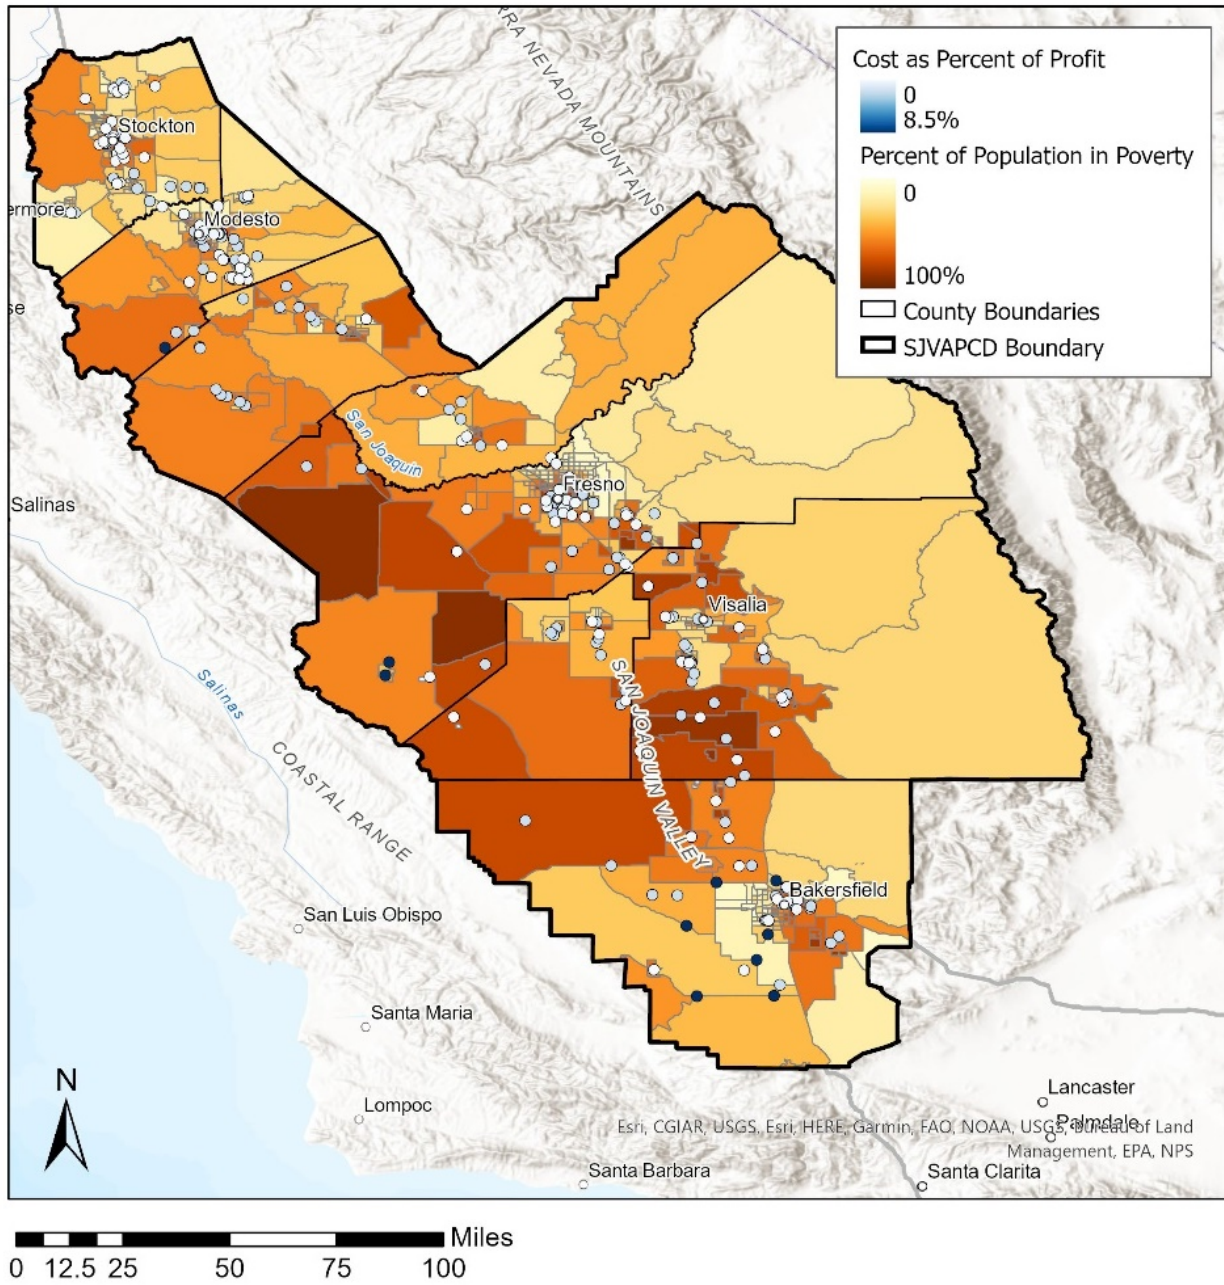 RRA NEVADA MOUNTAINS
Cost as Percent of Profit
0
8.5%
Percent of Population in Poverty
0
100%
County Boundaries
SJVAPCD Boundary
Stockton
ermore
Modesto
se
San Joaquin
Fresno
Salinas
Visalia
Salinas
SAN JOAQUIN VALLEY
COASTAL RANGE
Bakersfield
San Luis Obispo
Santa Maria
N
Lompoc
Lancaster
Palmdale
Esri, CGIAR, USGS, Esri, HERE, Garmin, FAO, NOAA, USGS, Bureau of Land
Management, EPA, NPS
Santa Barbara
Santa Clarita
Miles
0 12.5 25 50 75 100